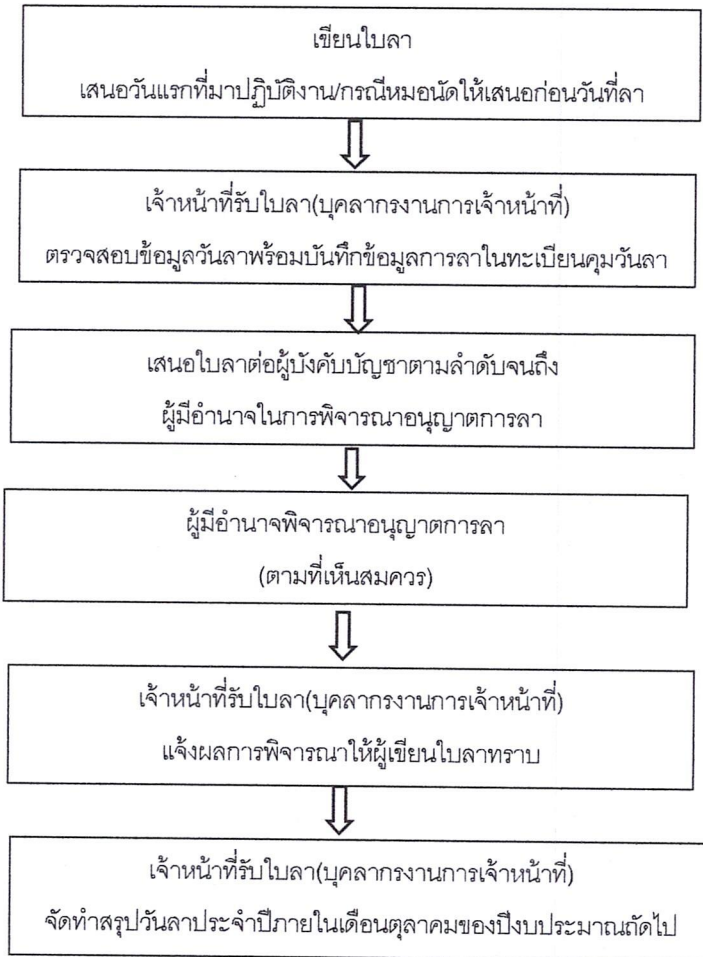 เขียนใบลา
เสนอวันแรกที่มาปฏิบัติงาน/กรณีหมอนัดให้เสนอก่อนวันที่ลา
เจ้าหน้าที่รับใบลา(บุคลากรงานการเจ้าหน้าที่)
ตรวจสอบข้อมูลวันลาพร้อมบันทึกข้อมูลการลาในทะเบียนคุมวันลา
เสนอใบลาต่อผู้บังคับบัญชาตามลำดับจนถึง
ผู้มีอำนาจในการพิจารณาอนุญาตการลา
ผู้มีอำนาจพิจารณาอนุญาตการลา
(ตามที่เห็นสมควร)
เจ้าหน้าที่รับใบลา(บุคลากรงานการเจ้าหน้าที่)
แจ้งผลการพิจารณาให้ผู้เขียนใบลาทราบ
เจ้าหน้าที่รับใบลา(บุคลากรงานการเจ้าหน้าที่)
จัดทำสรุปวันลาประจำปีภายในเดือนตุลาคมของปีงบประมาณถัดไป